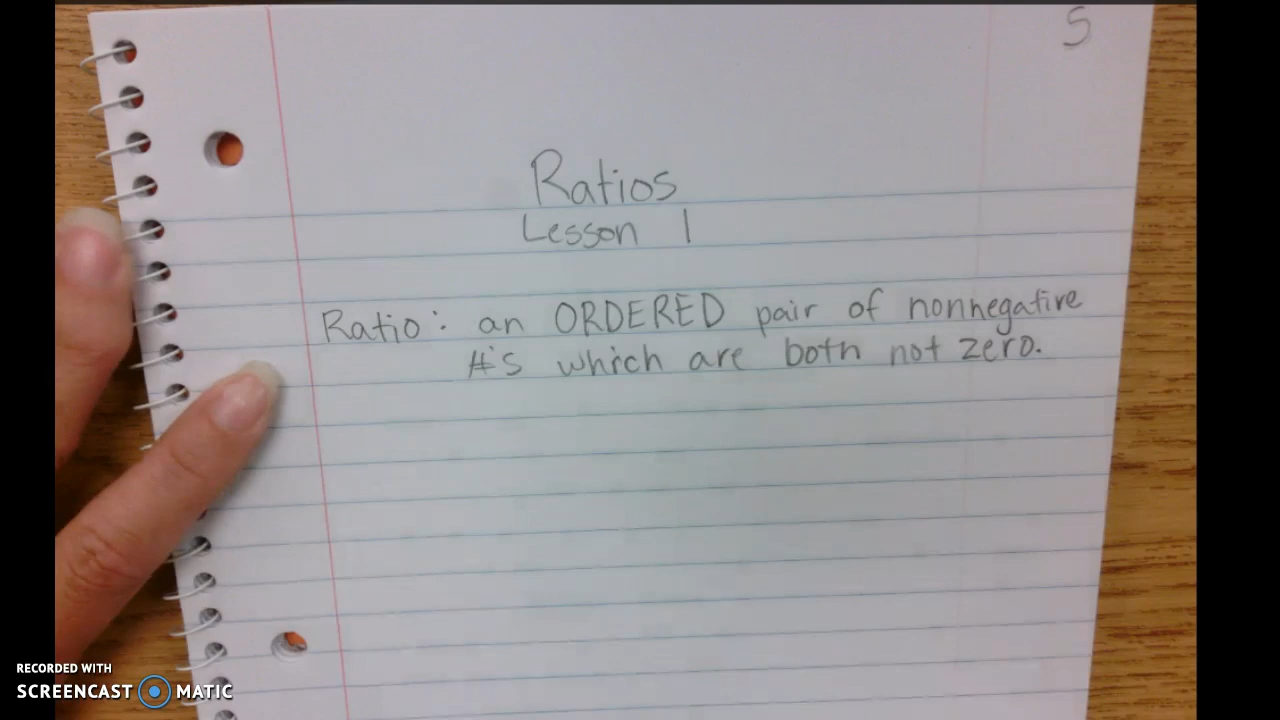 5
Ratios
Lesson 1
Ratio: an ORDERED pair of nonnegative
#'s which are both not zero.
RECORDED WITH
SCREENCAST MATIC